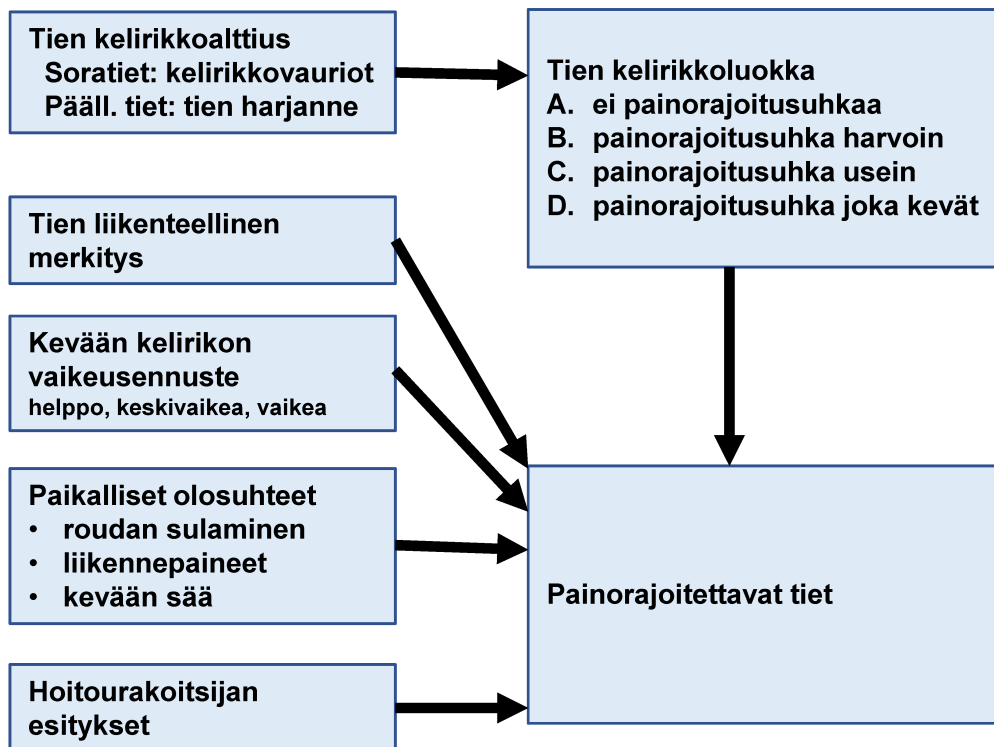 Tien kelirikkoalttius
Soratiet: kelirikkovauriot
Pääll. tiet: tien harjanne
Tien kelirikkoluokka
A. ei painorajoitusuhkaa
B. painorajoitusuhka harvoin
C. painorajoitusuhka usein
D. painorajoitusuhka joka kevät
Tien liikenteellinen
merkitys
Kevään kelirikon
vaikeusennuste
helppo, keskivaikea, vaikea
Paikalliset olosuhteet
• roudan sulaminen
• liikennepaineet
• kevään sää
Painorajoitettavat tiet
Hoitourakoitsijan
esitykset